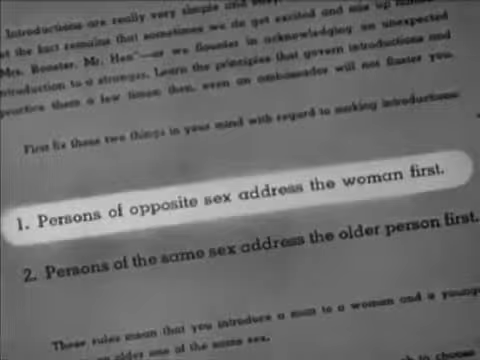 Introductions are really very simple and
the fact remains that sometimes we do get excited and mix up
Mrs. Rooster, Mr. Hen"—or we flounder in acknowledging an unexpected
introduction to a stranger. Learn the principles that govern introductions and
practice them a few times; then, even an ambassador will not fluster you.
First fix these two things in your mind with regard to making introductions:
1. Persons of opposite sex address the woman first.
2. Persons of the same sex address the older person first.
These rules mean that you introduce a man to a woman and a young
older one of the same sex.
to choose